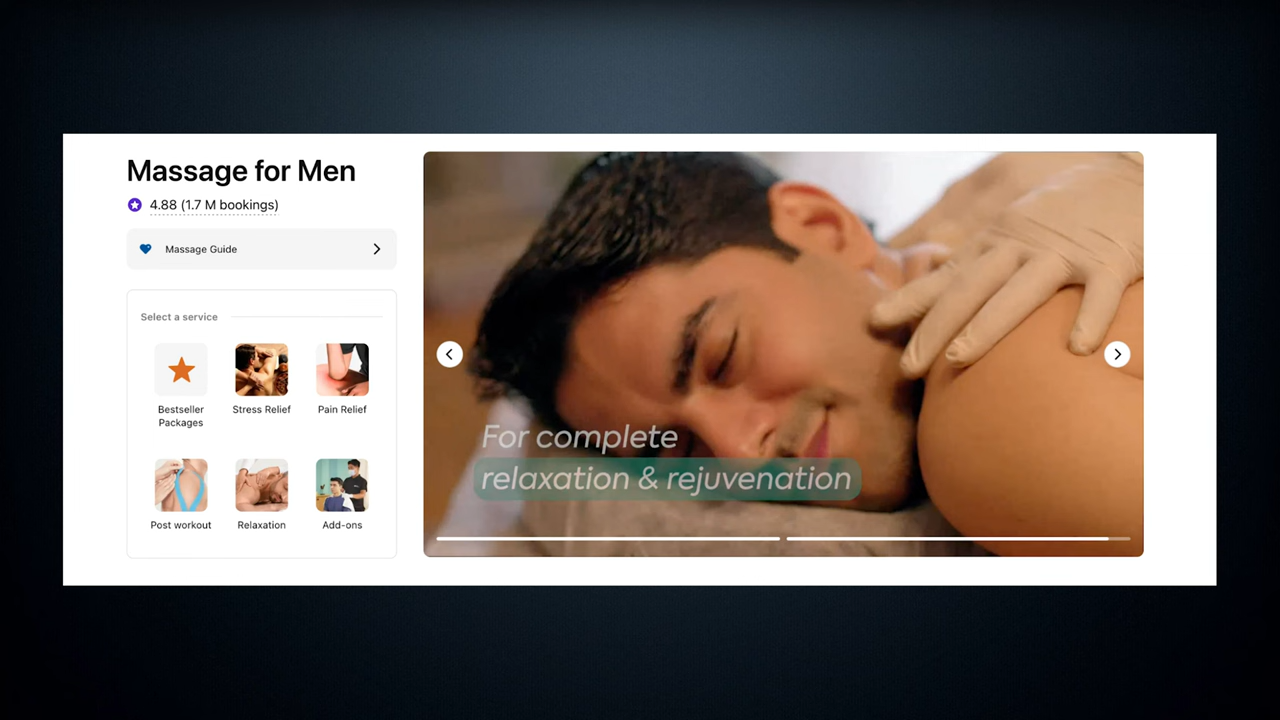 Massage for Men
4.88 (1.7 M bookings)
Massage Guide
Select a service
Bestseller
Packages
Stress Relief
Pain Relief
Post workout
Relaxation
Add-ons
For complete
relaxation & rejuvenation